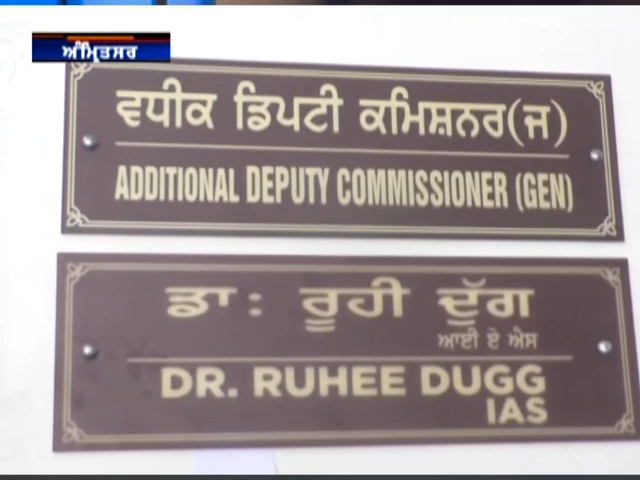 ਅੰਮ੍ਰਿਤਸਰ
ਵਧੀਕ ਡਿਪਟੀ ਕਮਿਸ਼ਨਰ(ਜ)
ADDITIONAL DEPUTY COMMISSIONER (GEN)
ਡਾ: ਰੂਹੀ ਦੁੱਗ
ਆਈ ਏ ਐਸ
DR. RUHEE DUGG
IAS